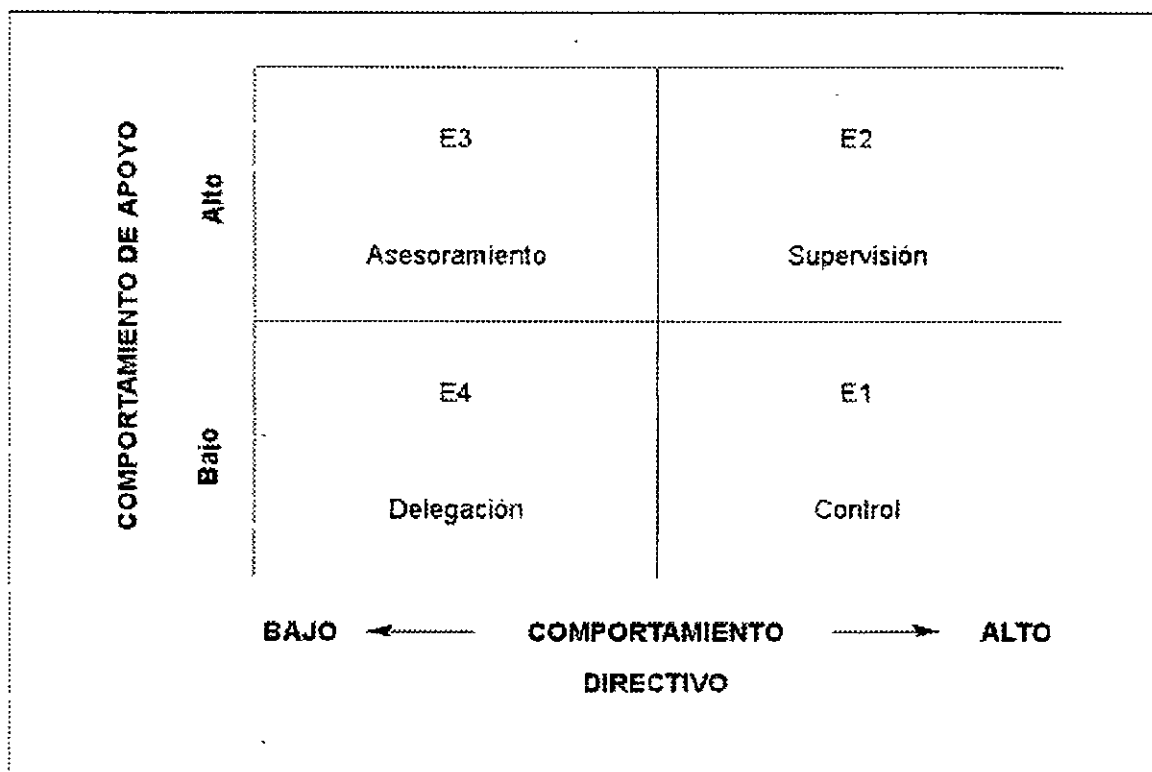 COMPORTAMIENTO DE APOYO
Alto
E3
E2
Asesoramiento
Supervisión
Bajo
E4
E1
Delegación
Control
BAJO COMPORTAMIENTO ALTO
DIRECTIVO